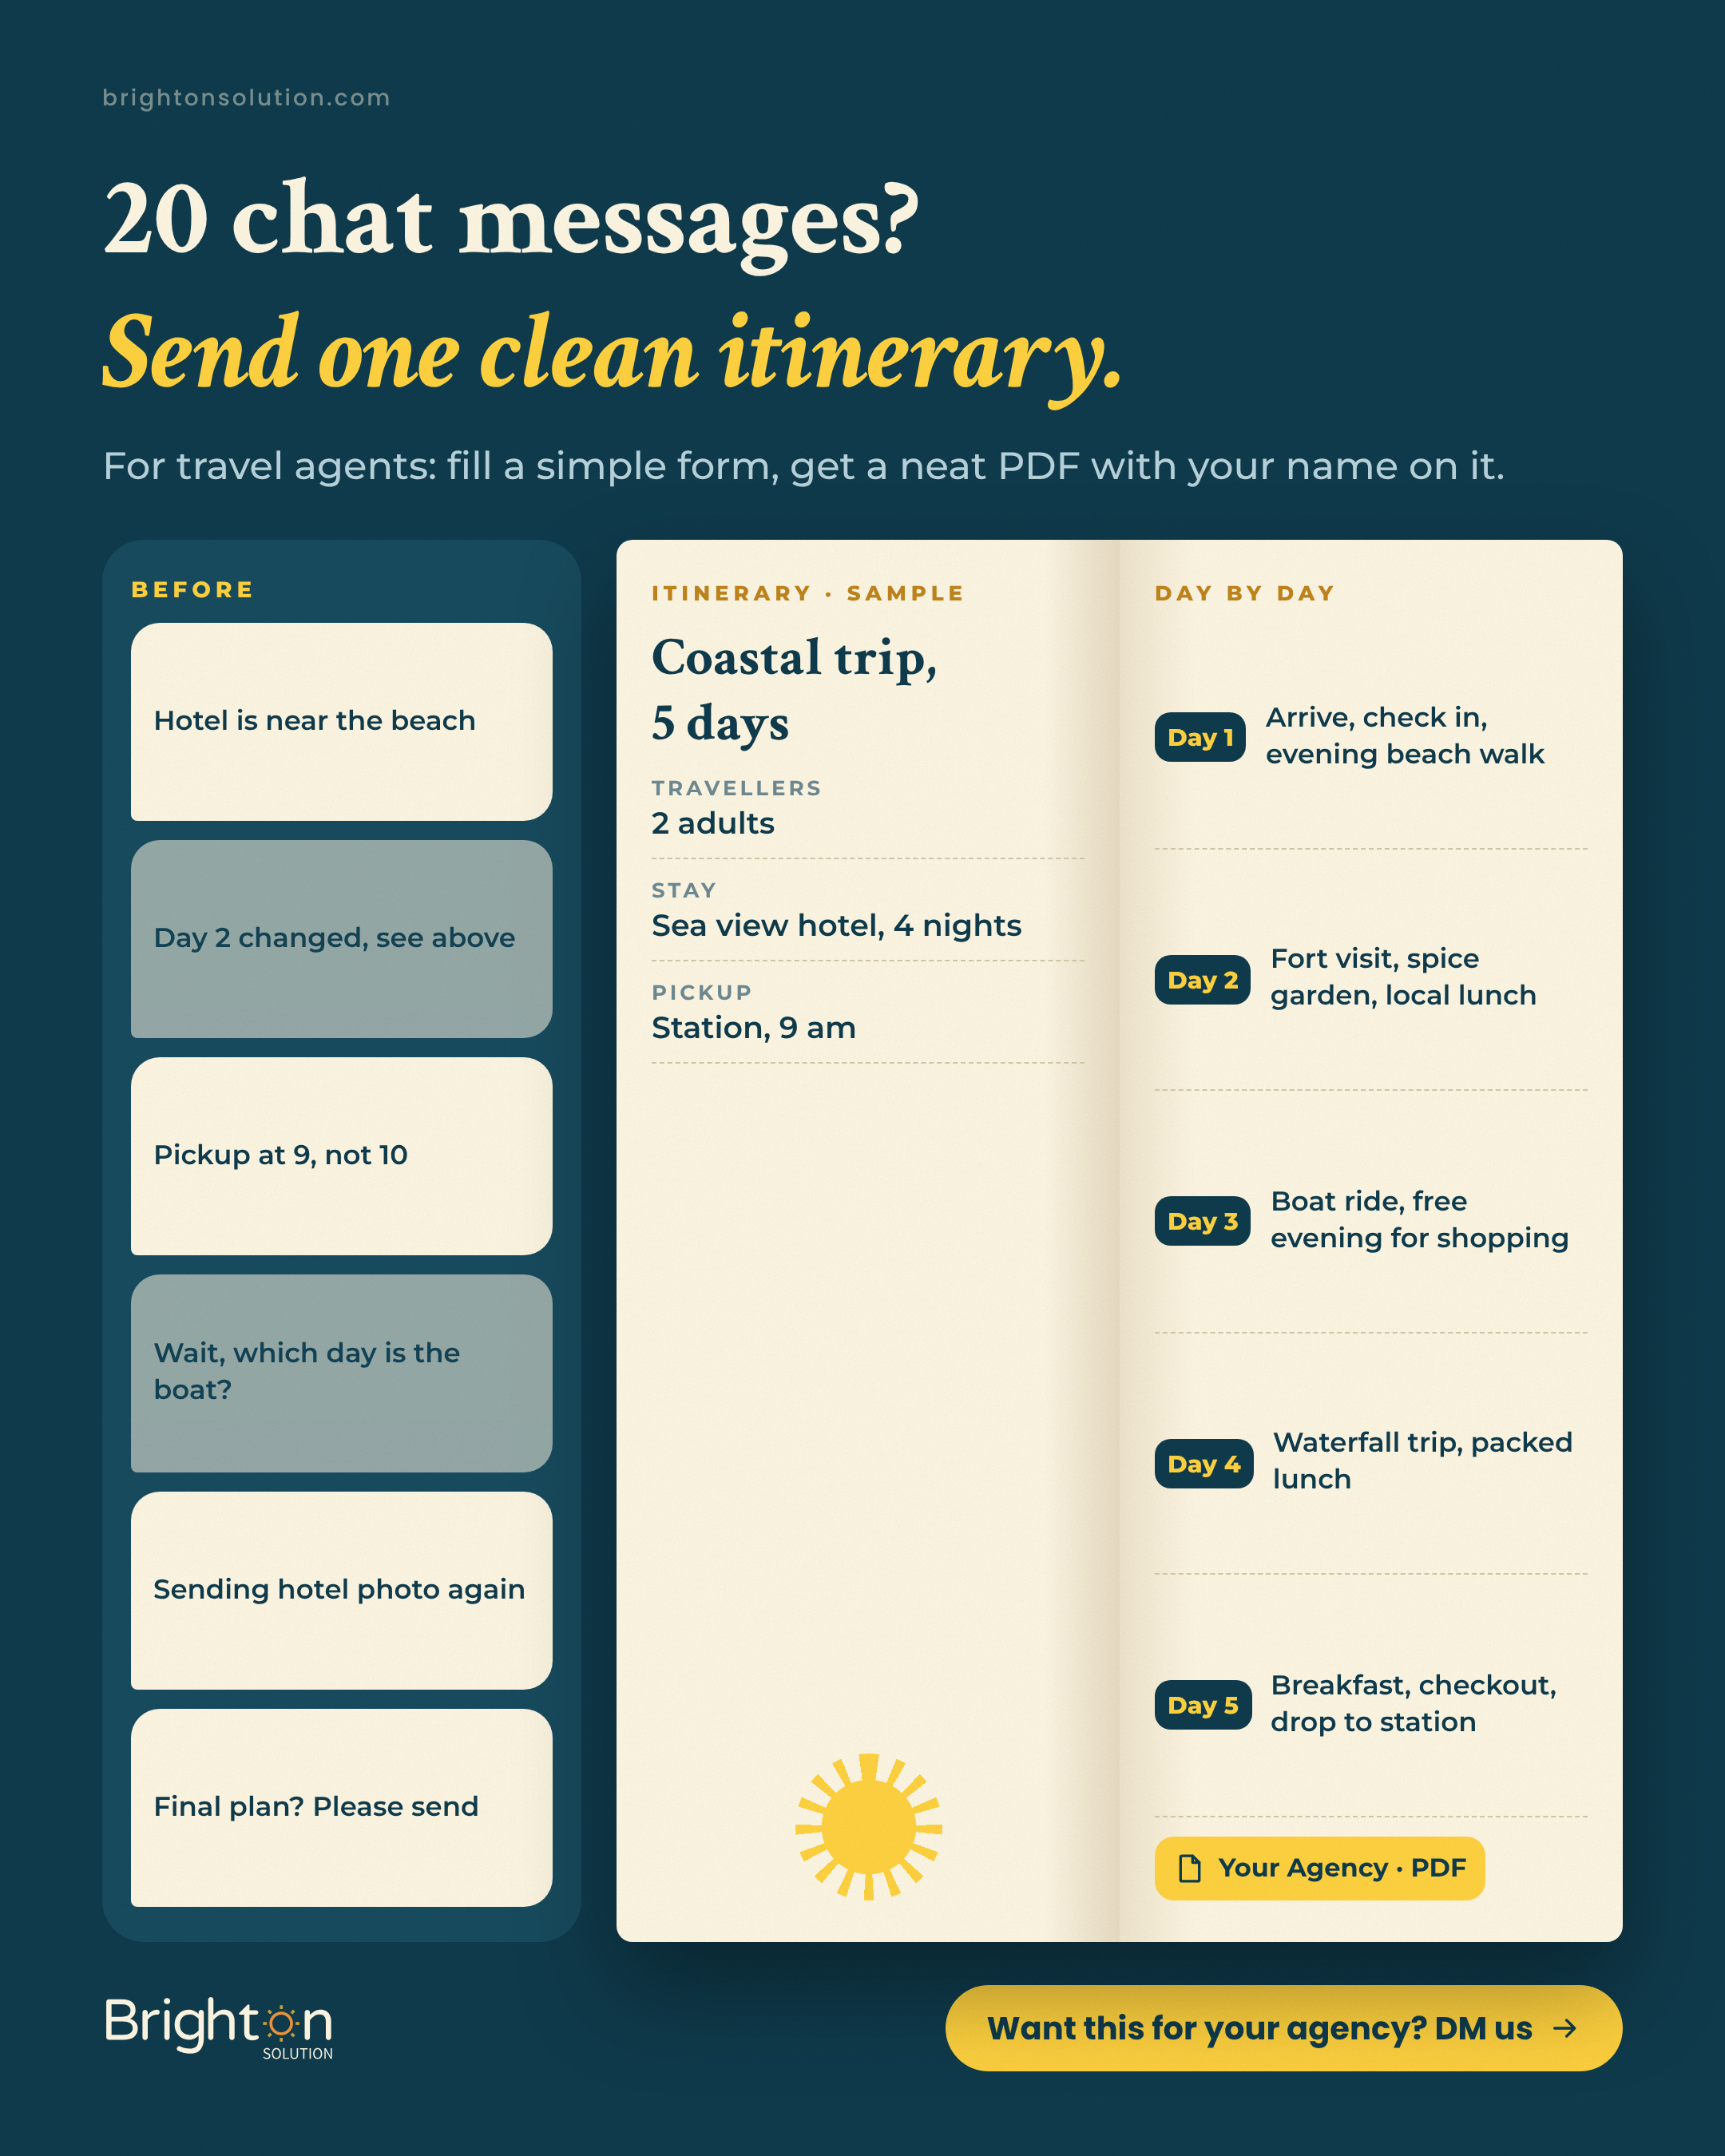 brightonsolution.com
20 chat messages?
Send one clean itinerary.
For travel agents: fill a simple form, get a neat PDF with your name on it.
BEFORE
Hotel is near the beach
Day 2 changed, see above
Pickup at 9, not 10
Wait, which day is the
boat?
Sending hotel photo again
Final plan? Please send
ITINERARY · SAMPLE
Coastal trip,
5 days
TRAVELLERS
2 adults
STAY
Sea view hotel, 4 nights
PICKUP
Station, 9 am
DAY BY DAY
Day 1
Arrive, check in,
evening beach walk
Day 2
Fort visit, spice
garden, local lunch
Day 3
Boat ride, free
evening for shopping
Day 4
Waterfall trip, packed
lunch
Day 5
Breakfast, checkout,
drop to station
Your Agency · PDF
Brighton
SOLUTION
Want this for your agency? DM us →